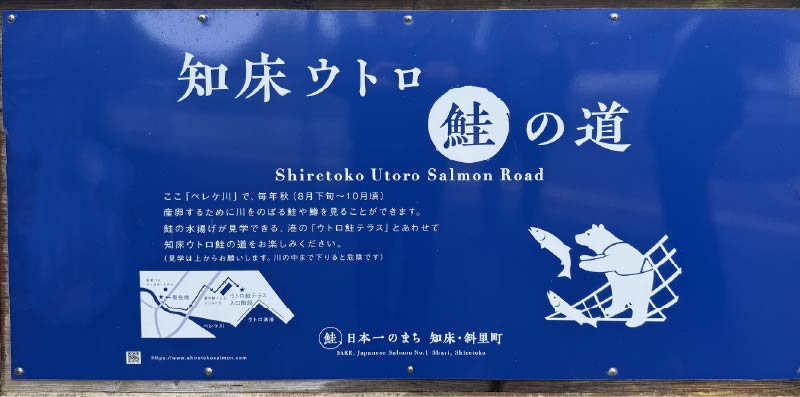 知床ウトロ
鮭の道
Shiretoko Utoro Salmon Road
ここ「ペレケ川」で、毎年秋（8月下旬〜10月頃）
産卵するために川をのぼる鮭や鱒を見ることができます。
鮭の水揚げが見学できる、港の「ウトロ鮭テラス」とあわせて
知床ウトロ鮭の道をお楽しみください。
（見学は上からお願いします。川の中まで下りると危険です）
★現在地
ウトロ鮭テラス
入口階段
ウトロ漁港
ペレケ川
鮭、日本一のまち 知床・斜里町
SAKE, Japanese Salmon No.1 Shari, Shiretoko
https://www.shiretokosalmon.com